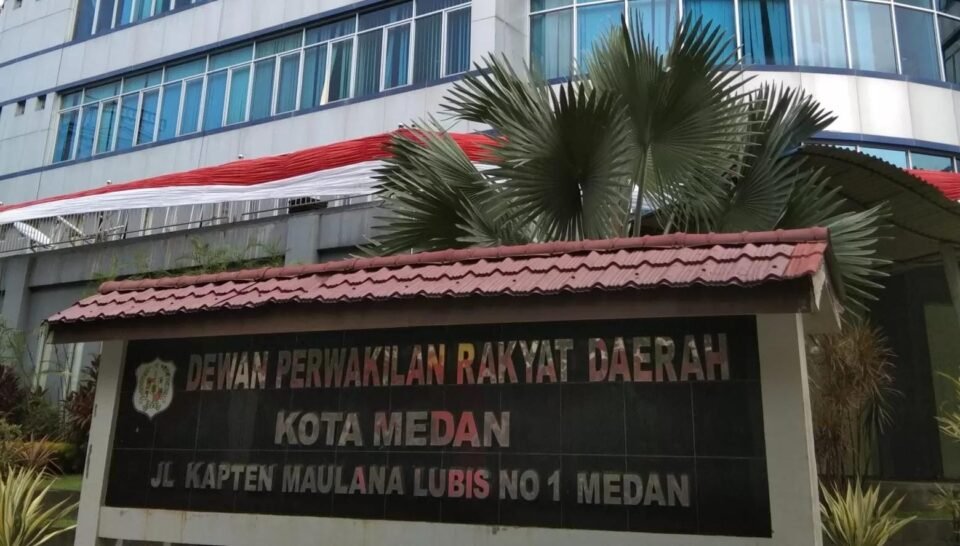 DEWAN PERWAKILAN RAKYAT DAERAH
KOTA MEDAN
JL KAPTEN MAULANA LUBIS NO 1 MEDAN